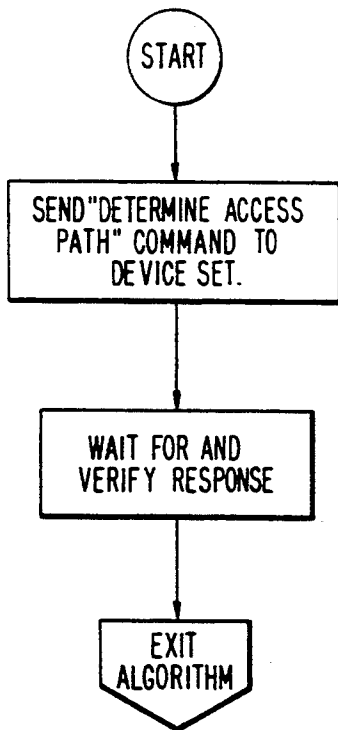 START
SEND"DETERMINE ACCESS
PATH" COMMAND TO
DEVICE SET.
WAIT FOR AND
VERIFY RESPONSE
EXIT
ALGORITHM